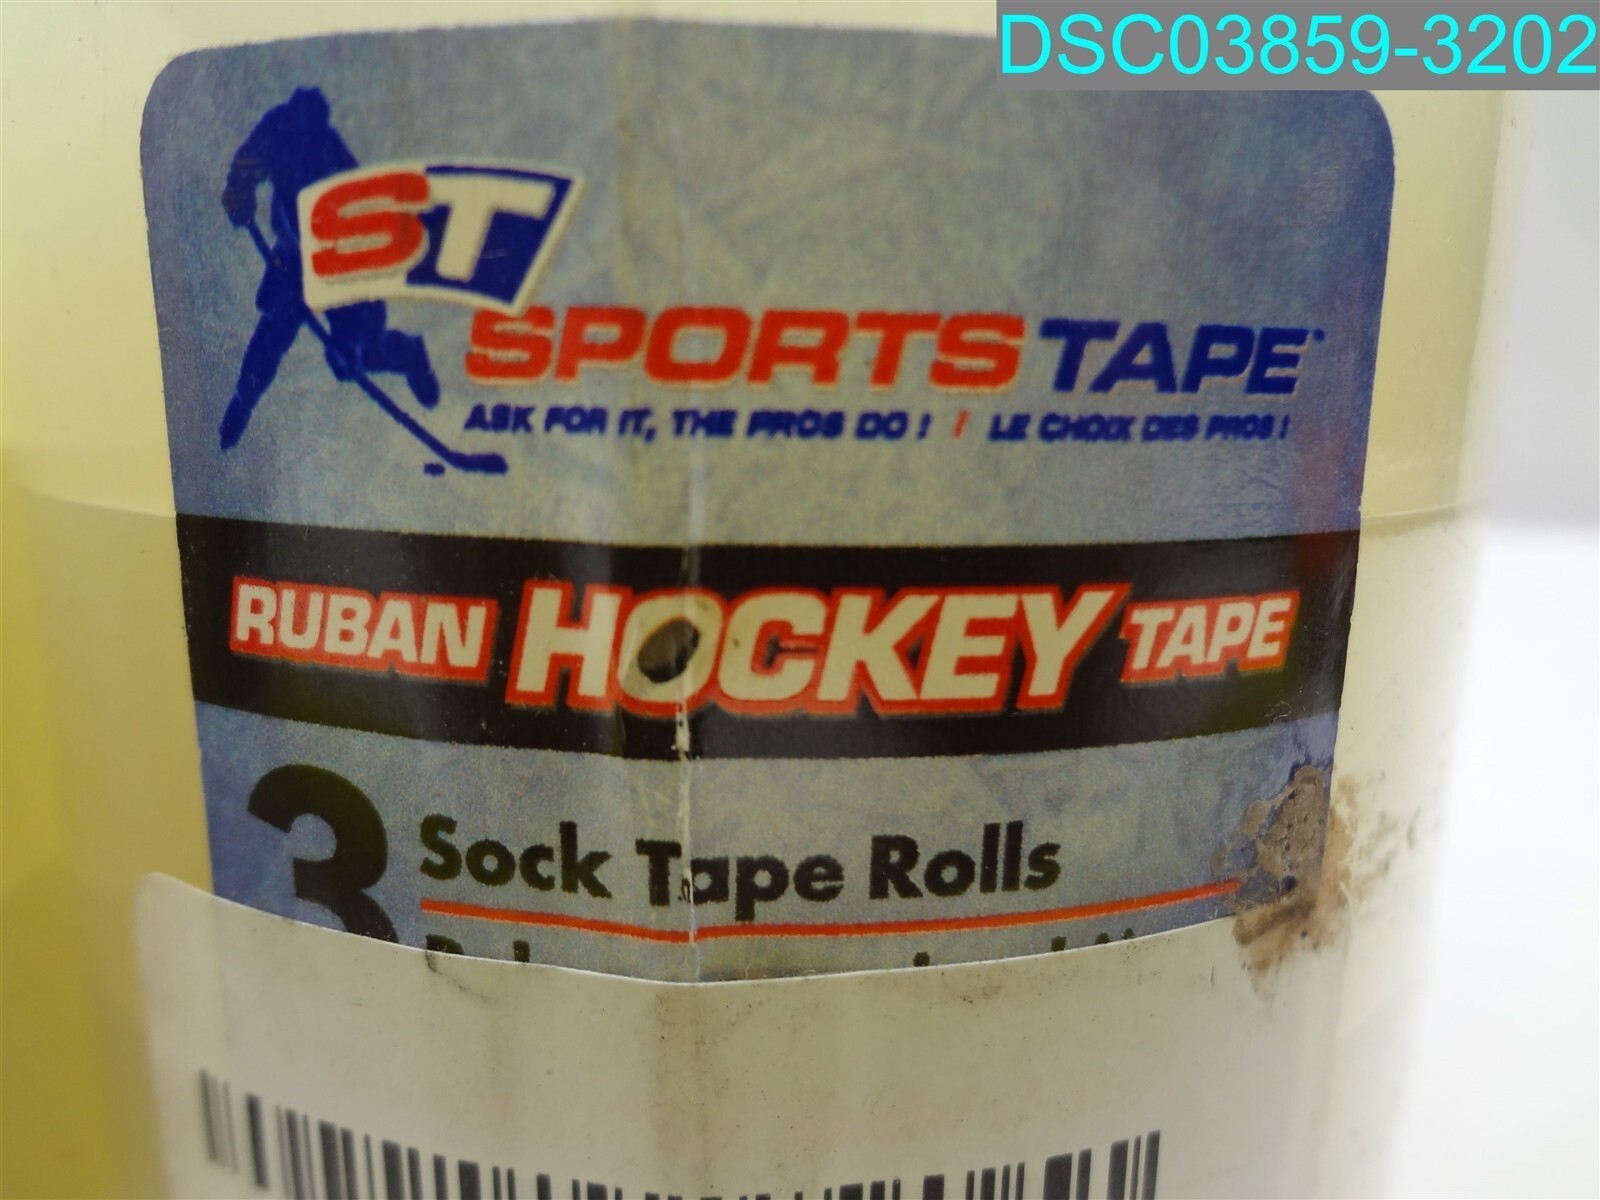 DSC03859-3202
ST
SPORTS TAPE
ASK FOR IT, THE PROS DO ! / LE CHOIX DES PROS !
RUBAN HOCKEY TAPE
3 Sock Tape Rolls